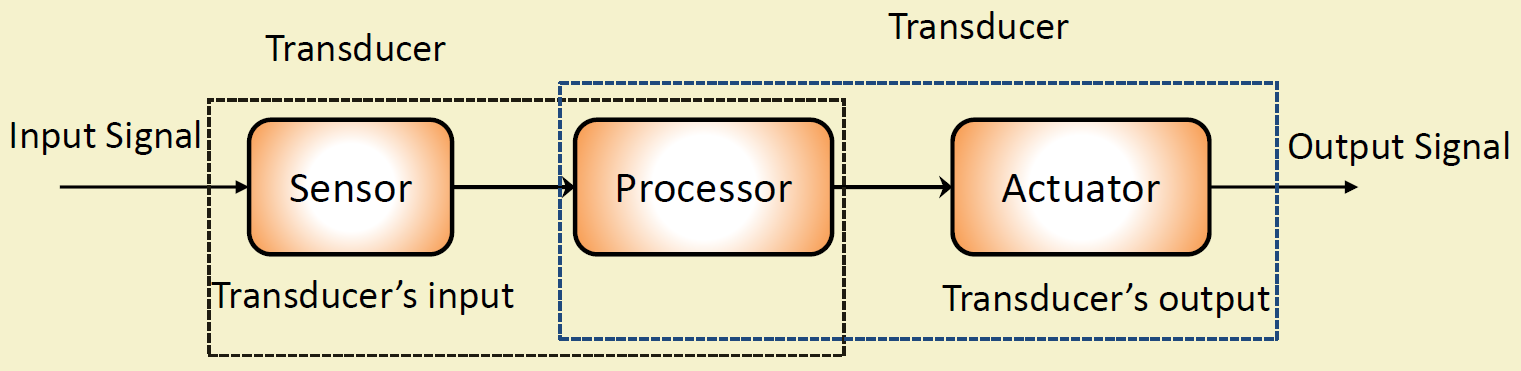 Transducer
Transducer
Input Signal
Sensor
Processor
Actuator
Output Signal
Transducer’s input
Transducer’s output